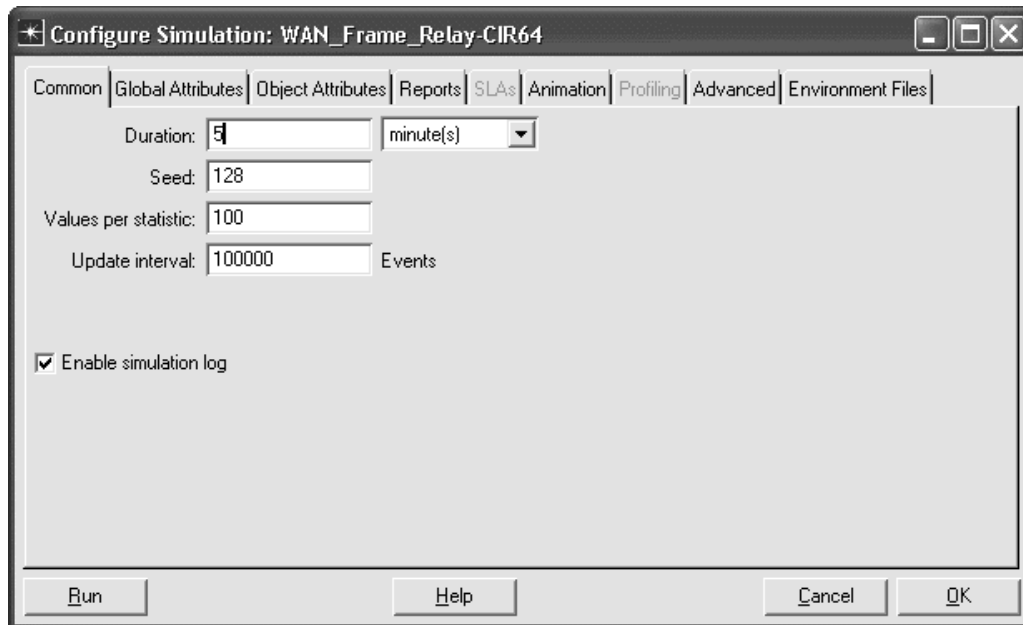 Configure Simulation: WAN_Frame_Relay-CIR64
Common Global Attributes Object Attributes Reports SLAs Animation Profiling Advanced Environment Files
Duration: 5 minute(s)
Seed: 128
Values per statistic: 100
Update interval: 100000 Events
Enable simulation log
Run Help Cancel OK